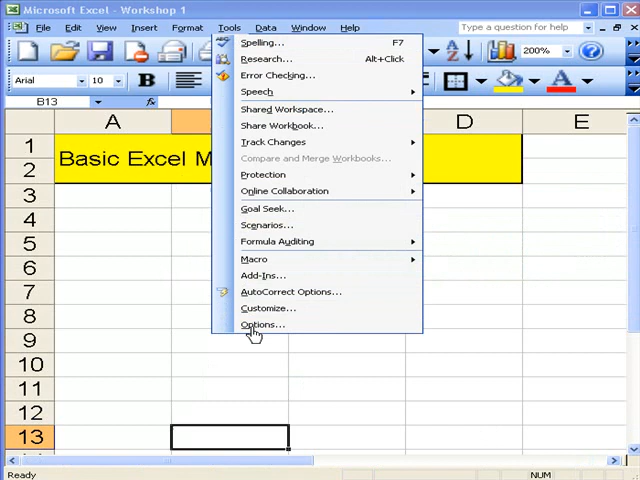 Microsoft Excel - Workshop 1
File Edit View Insert Format Tools Data Window Help Type a question for help
Σ 200%
Arial 10 B
B13 fx
A D E
1
2
3
4
5
6
7
8
9
10
11
12
13
Basic Excel M
Spelling... F7
Research... Alt+Click
Error Checking...
Speech
Shared Workspace...
Share Workbook...
Track Changes
Compare and Merge Workbooks...
Protection
Online Collaboration
Goal Seek...
Scenarios...
Formula Auditing
Macro
Add-Ins...
AutoCorrect Options...
Customize...
Options...
Ready NUM